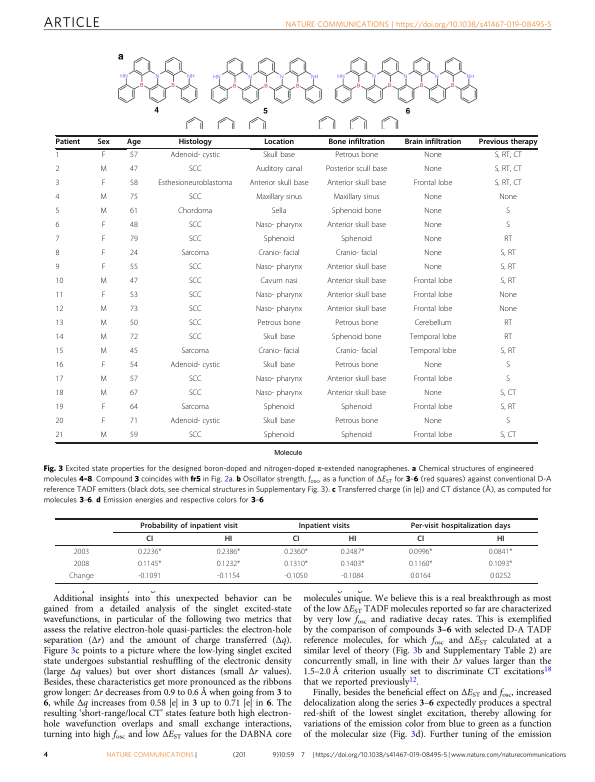 ARTICLE
NATURE COMMUNICATIONS | https://doi.org/10.1038/s41467-019-08495-5
a
HN N N B B
B N B N B NH
HN N N NH B B B
4
5
6
Patient Sex Age Histology Location Bone infiltration Brain infiltration Previous therapy
1 F 57 Adenoid- cystic Skull base Petrous bone None S, RT, CT
2 M 47 SCC Auditory canal Posterior scull base None S, RT, CT
3 F 58 Esthesioneuroblastoma Anterior skull base Anterior skull base Frontal lobe S, RT, CT
4 M 75 SCC Maxillary sinus Maxillary sinus None None
5 M 61 Chordoma Sella Sphenoid bone None S
6 F 48 SCC Naso- pharynx Anterior skull base None S
7 F 79 SCC Sphenoid Sphenoid None RT
8 F 24 Sarcoma Cranio- facial Cranio- facial None S, RT
9 F 55 SCC Naso- pharynx Anterior skull base None S, RT
10 M 47 SCC Cavum nasi Anterior skull base Frontal lobe S, RT
11 F 53 SCC Naso- pharynx Anterior skull base Frontal lobe None
12 M 73 SCC Naso- pharynx Anterior skull base Frontal lobe None
13 M 50 SCC Petrous bone Petrous bone Cerebellum RT
14 M 72 SCC Skull base Sphenoid bone Temporal lobe RT
15 M 45 Sarcoma Cranio- facial Cranio- facial Temporal lobe S, RT
16 F 54 Adenoid- cystic Skull base Petrous bone None S
17 M 57 SCC Naso- pharynx Anterior skull base Frontal lobe S
18 M 67 SCC Naso- pharynx Anterior skull base None S, CT
19 F 64 Sarcoma Sphenoid Sphenoid Frontal lobe S, RT
20 F 71 Adenoid- cystic Skull base Petrous bone None S
21 M 59 SCC Sphenoid Sphenoid Frontal lobe S, CT
Molecule
Fig. 3 Excited state properties for the designed boron-doped and nitrogen-doped π-extended nanographenes. a Chemical structures of engineered
molecules 4–8. Compound 3 coincides with fr5 in Fig. 2a. b Oscillator strength, fosc, as a function of ΔEST for 3–6 (red squares) against conventional D-A
reference TADF emitters (black dots, see chemical structures in Supplementary Fig. 3). c Transferred charge (in |e|) and CT distance (Å), as computed for
molecules 3–6. d Emission energies and respective colors for 3–6
Probability of inpatient visit Inpatient visits Per-visit hospitalization days
CI HI CI HI CI HI
2003 0.2236* 0.2386* 0.2360* 0.2487* 0.0996* 0.0841*
2008 0.1145* 0.1232* 0.1310* 0.1403* 0.1160* 0.1093*
Change -0.1091 -0.1154 -0.1050 -0.1084 0.0164 0.0252
Additional insights into this unexpected behavior can be
gained from a detailed analysis of the singlet excited-state
wavefunctions, in particular of the following two metrics that
assess the relative electron-hole quasi-particles: the electron-hole
separation (Δr) and the amount of charge transferred (Δq).
Figure 3c points to a picture where the low-lying singlet excited
state undergoes substantial reshuffling of the electronic density
(large Δq values) but over short distances (small Δr values).
Besides, these characteristics get more pronounced as the ribbons
grow longer: Δr decreases from 0.9 to 0.6 Å when going from 3 to
6, while Δq increases from 0.58 |e| in 3 up to 0.71 |e| in 6. The
resulting 'short-range/local CT' states feature both high electron-
hole wavefunction overlaps and small exchange interactions,
turning into high fosc and low ΔEST values for the DABNA core
molecules unique. We believe this is a real breakthrough as most
of the low ΔEST TADF molecules reported so far are characterized
by very low fosc and radiative decay rates. This is exemplified
by the comparison of compounds 3–6 with selected D-A TADF
reference molecules, for which fosc and ΔEST calculated at a
similar level of theory (Fig. 3b and Supplementary Table 2) are
concurrently small, in line with their Δr values larger than the
1.5–2.0 Å criterion usually set to discriminate CT excitations18
that we reported previously12.
Finally, besides the beneficial effect on ΔEST and fosc, increased
delocalization along the series 3–6 expectedly produces a spectral
red-shift of the lowest singlet excitation, thereby allowing for
variations of the emission color from blue to green as a function
of the molecular size (Fig. 3d). Further tuning of the emission
4 NATURE COMMUNICATIONS| (201 9)10:59 7 |https://doi.org/10.1038/s41467-019-08495-5|www.nature.com/naturecommunications